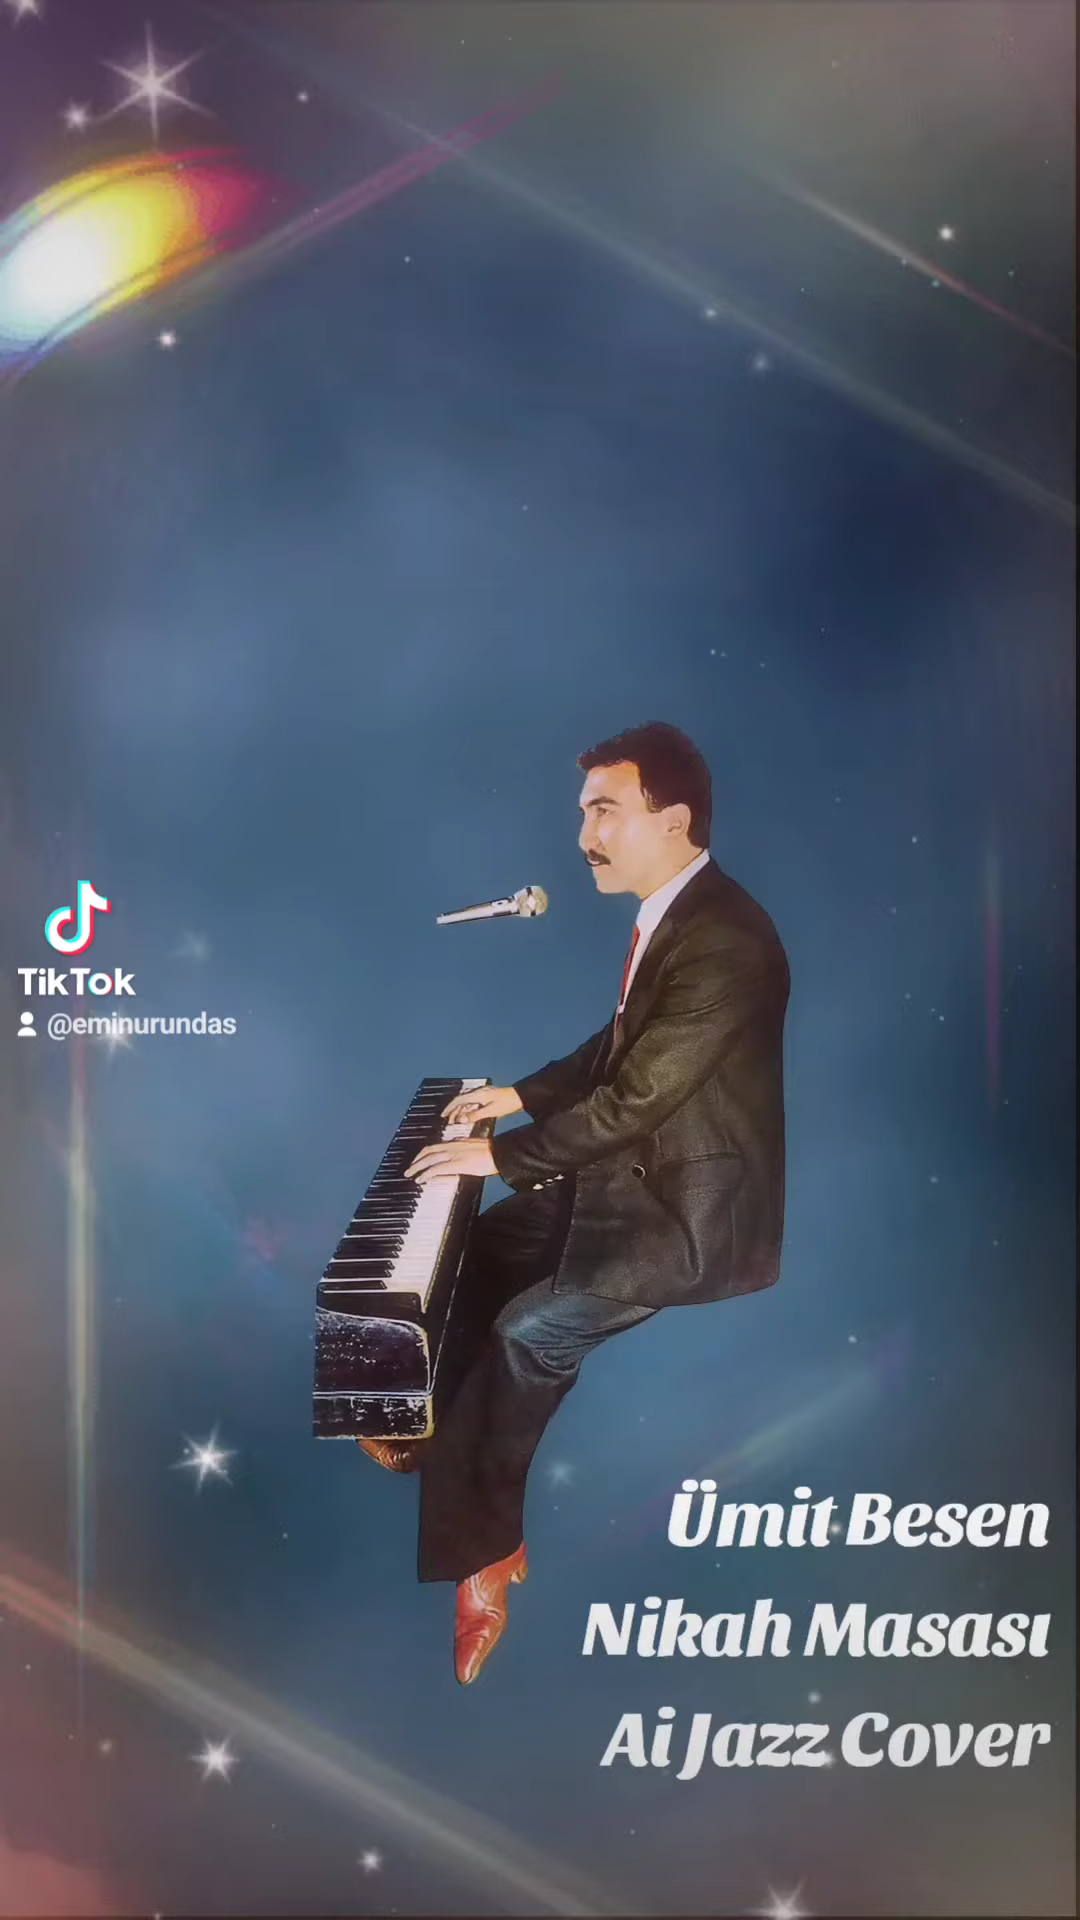 TikTok
@eminurundas
Ümit Besen
Nikah Masası
Ai Jazz Cover